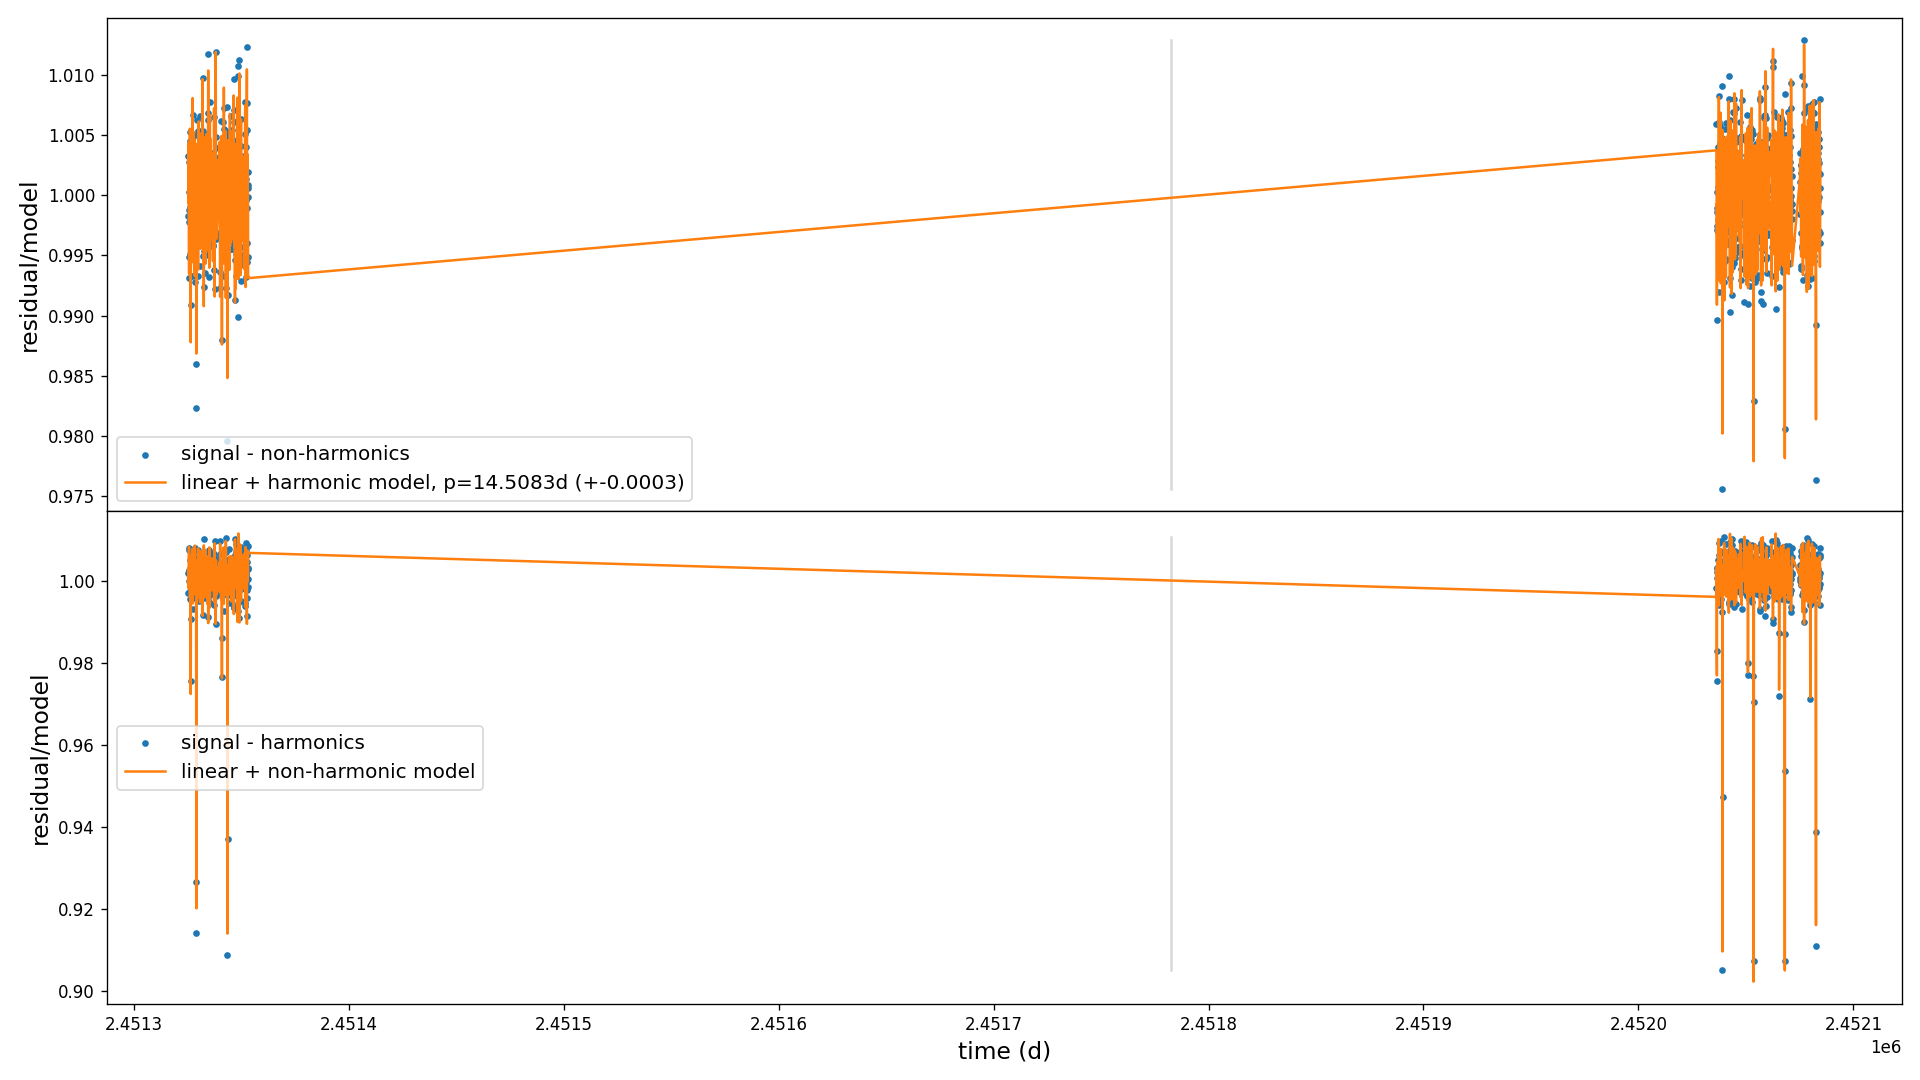 1.010
1.005
1.000
0.995
0.990
0.985
0.980
0.975
residual/model
signal - non-harmonics
linear + harmonic model, p=14.5083d (+-0.0003)
1.00
0.98
0.96
0.94
0.92
0.90
residual/model
signal - harmonics
linear + non-harmonic model
2.4513 2.4514 2.4515 2.4516 2.4517 2.4518 2.4519 2.4520 2.4521
1e6
time (d)